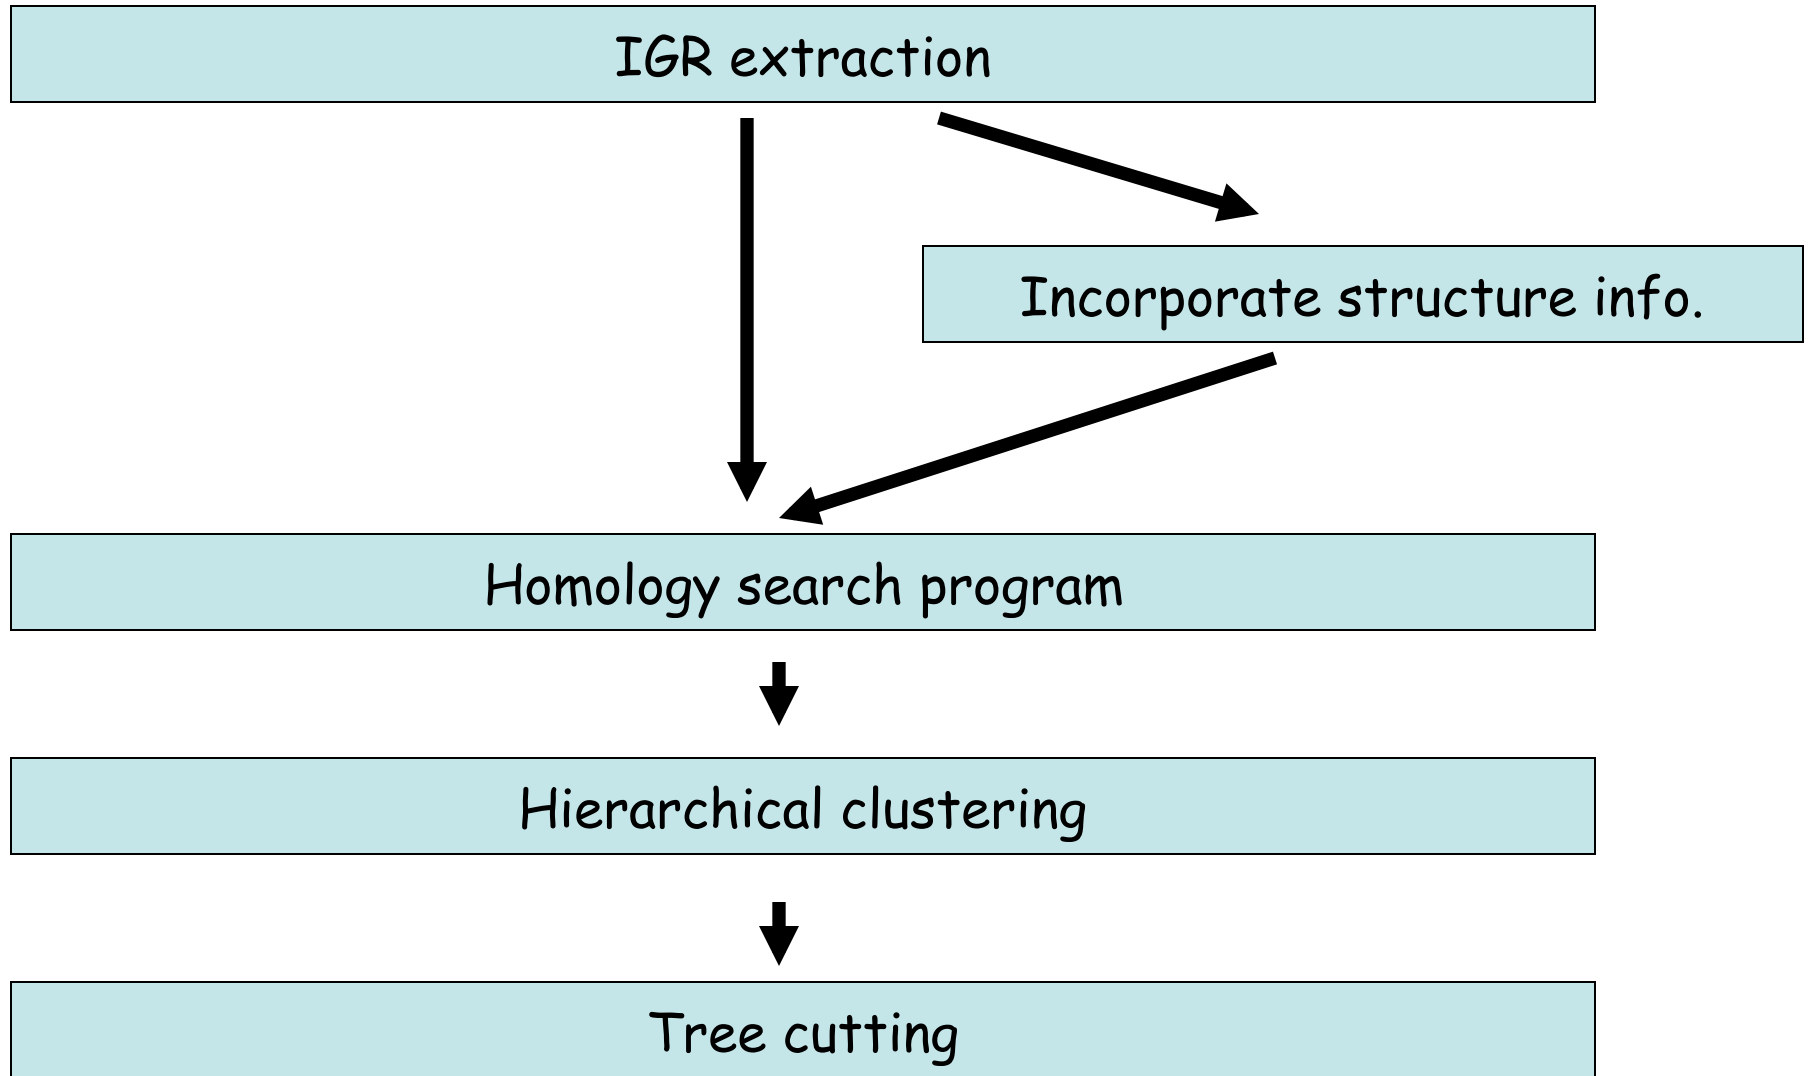 IGR extraction
Incorporate structure info.
Homology search program
Hierarchical clustering
Tree cutting